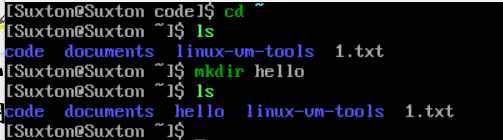 [Suxton@Suxton code]$ cd ~
[Suxton@Suxton ~]$ ls
code documents linux-vm-tools 1.txt
[Suxton@Suxton ~]$ mkdir hello
[Suxton@Suxton ~]$ ls
code documents hello linux-vm-tools 1.txt
[Suxton@Suxton ~]$ _